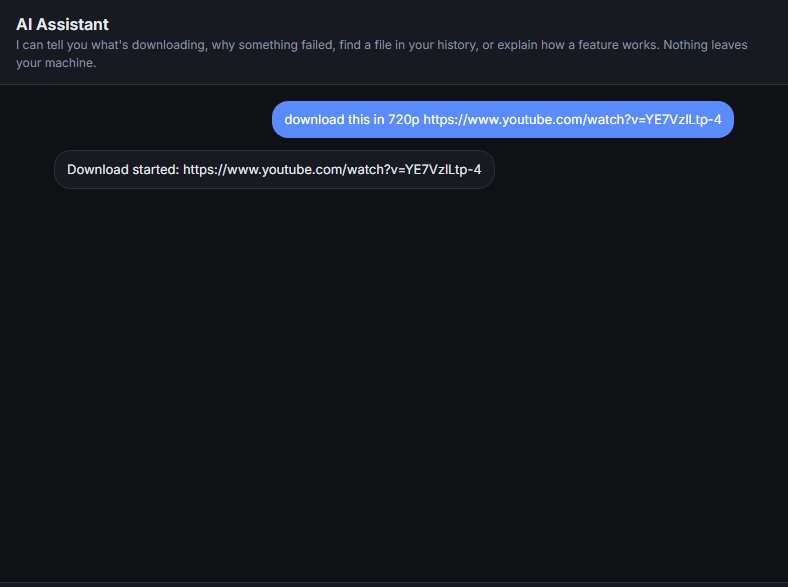 AI Assistant
I can tell you what's downloading, why something failed, find a file in your history, or explain how a feature works. Nothing leaves
your machine.
download this in 720p https://www.youtube.com/watch?v=YE7VzlLtp-4
Download started: https://www.youtube.com/watch?v=YE7VzlLtp-4